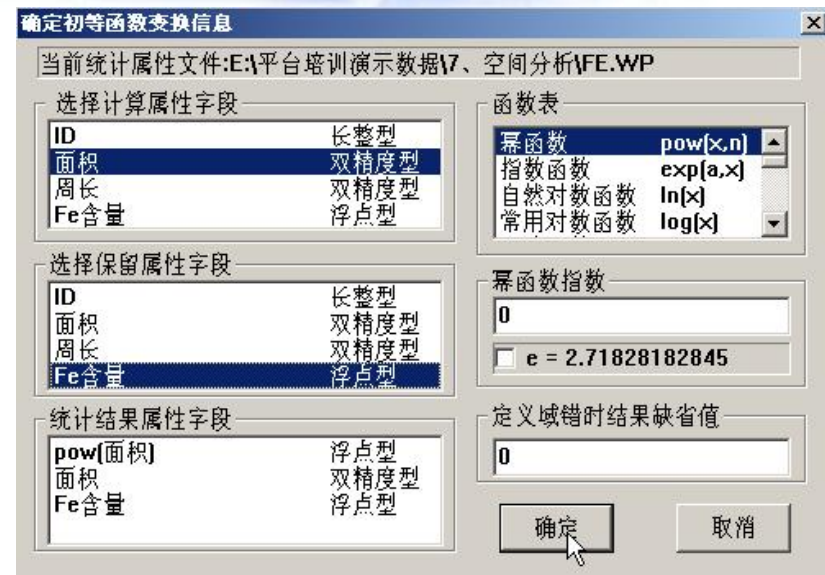 确定初等函数变换信息
当前统计属性文件:E:\平台培训演示数据\7、空间分析\FE.WP
选择计算属性字段
ID 长整型
面积 双精度型
周长 双精度型
Fe含量 浮点型
选择保留属性字段
ID 长整型
面积 双精度型
周长 双精度型
Fe含量 浮点型
统计结果属性字段
pow(面积) 浮点型
面积 双精度型
Fe含量 浮点型
函数表
幂函数 pow(x,n)
指数函数 exp(a,x)
自然对数函数 ln(x)
常用对数函数 log(x)
幂函数指数
0
e = 2.71828182845
定义域错时结果缺省值
0
确定 取消